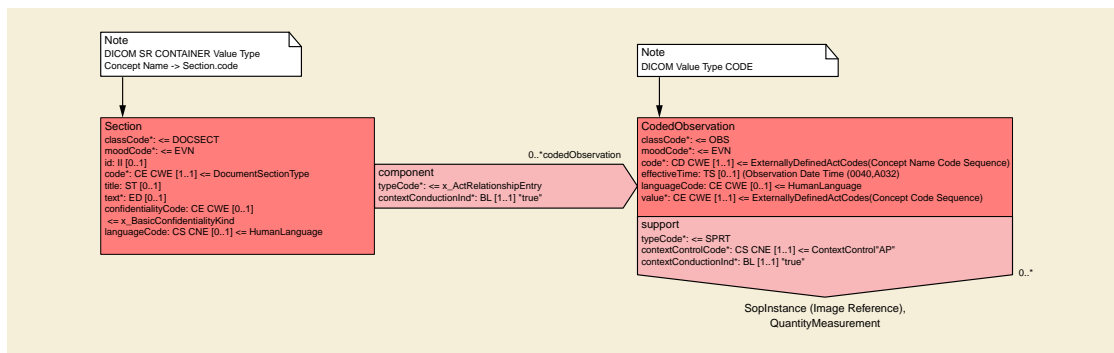 Note
DICOM SR CONTAINER Value Type
Concept Name -> Section.code
Note
DICOM Value Type CODE
Section
classCode*: <= DOCSECT
moodCode*: <= EVN
id: II [0..1]
code*: CE CWE [1..1] <= DocumentSectionType
title: ST [0..1]
text*: ED [0..1]
confidentialityCode: CE CWE [0..1]
<= x_BasicConfidentialityKind
languageCode: CS CNE [0..1] <= HumanLanguage
0..*codedObservation
component
typeCode*: <= x_ActRelationshipEntry
contextConductionInd*: BL [1..1] "true"
CodedObservation
classCode*: <= OBS
moodCode*: <= EVN
code*: CD CWE [1..1] <= ExternallyDefinedActCodes(Concept Name Code Sequence)
effectiveTime: TS [0..1] (Observation Date Time (0040,A032)
languageCode: CE CWE [0..1] <= HumanLanguage
value*: CE CWE [1..1] <= ExternallyDefinedActCodes(Concept Code Sequence)
support
typeCode*: <= SPRT
contextControlCode*: CS CNE [1..1] <= ContextControl"AP"
contextConductionInd*: BL [1..1] "true"
0..*
SopInstance (Image Reference),
QuantityMeasurement